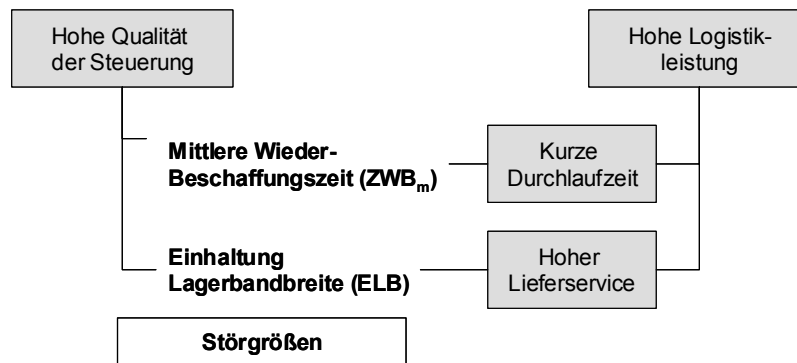 Hohe Qualität
der Steuerung
Hohe Logistik-
leistung
Mittlere Wieder-
Beschaffungszeit (ZWBm)
Kurze
Durchlaufzeit
Einhaltung
Lagerbandbreite (ELB)
Hoher
Lieferservice
Störgrößen